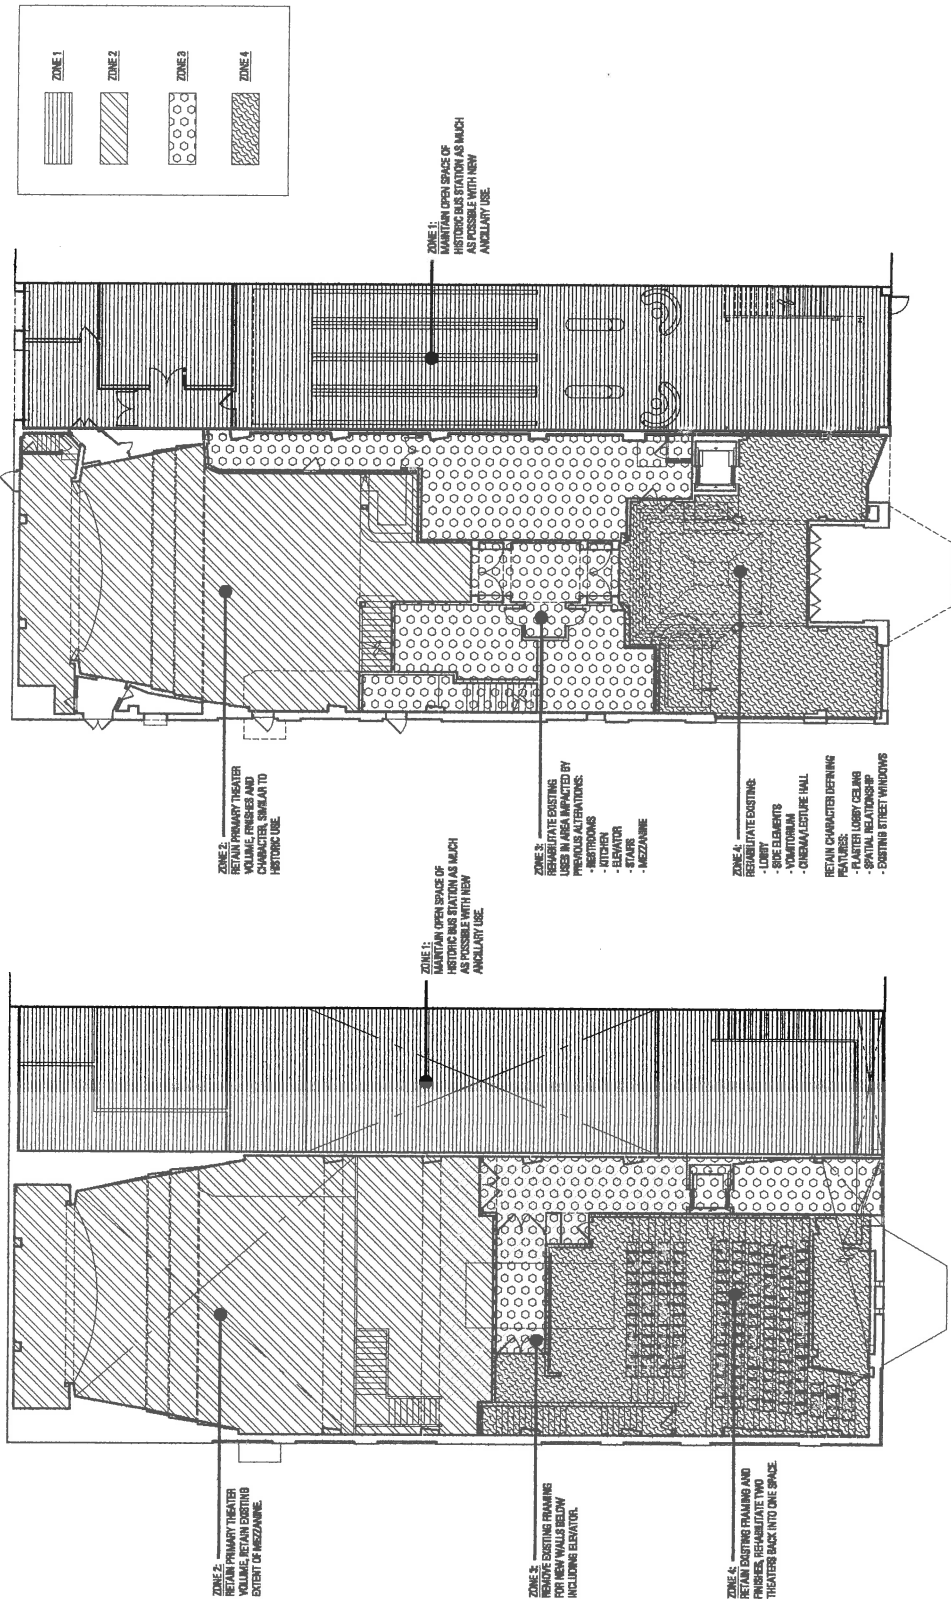 ZONE 1
ZONE 2
ZONE 3
ZONE 4
ZONE 1:
MAINTAIN OPEN SPACE OF
HISTORIC BUS STATION AS MUCH
AS POSSIBLE WITH NEW
ANCILLARY USE.
ZONE 2:
RETAIN PRIMARY THEATER
VOLUME, FINISHES AND
CHARACTER, SIMILAR TO
HISTORIC USE.
ZONE 3:
REHABILITATE EXISTING
USES IN AREA IMPACTED BY
PREVIOUS ALTERATIONS:
- RESTROOMS
- KITCHEN
- ELEVATOR
- STAIRS
- MEZZANINE
ZONE 4:
REHABILITATE EXISTING:
- LOBBY
- SIDE ELEMENTS
- VOMITORIUM
- CINEMA/LECTURE HALL
RETAIN CHARACTER DEFINING
FEATURES:
- PLASTER LOBBY CEILING
- SPATIAL RELATIONSHIP
- EXISTING STREET WINDOWS
ZONE 1:
MAINTAIN OPEN SPACE OF
HISTORIC BUS STATION AS MUCH
AS POSSIBLE WITH NEW
ANCILLARY USE.
ZONE 2:
RETAIN PRIMARY THEATER
VOLUME, RETAIN EXISTING
EXTENT OF MEZZANINE.
ZONE 3:
REMOVE EXISTING FRAMING
FOR NEW WALLS BELOW
INCLUDING ELEVATOR.
ZONE 4:
RETAIN EXISTING FRAMING AND
FINISHES, REHABILITATE TWO
THEATERS BACK INTO ONE SPACE.